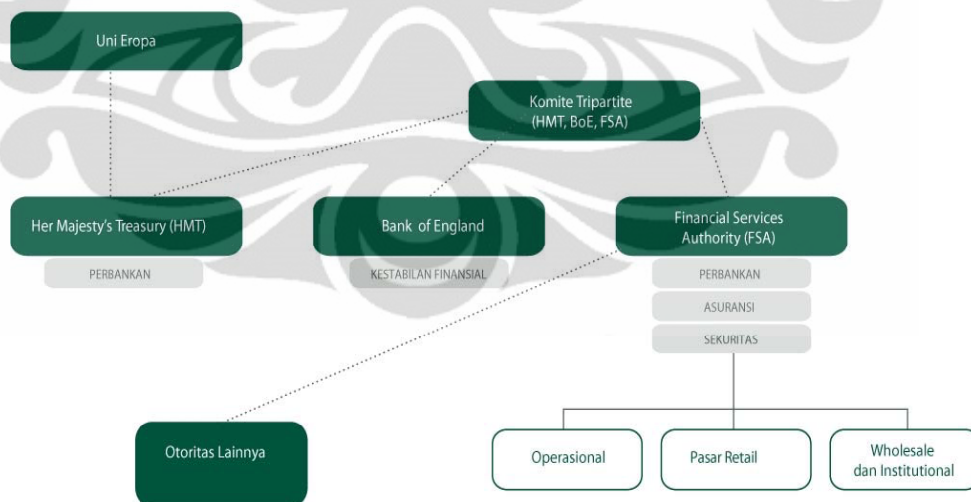 Uni Eropa
Komite Tripartite
(HMT, BoE, FSA)
Her Majesty's Treasury (HMT)
Bank of England
Financial Services
Authority (FSA)
PERBANKAN
KESTABILAN FINANSIAL
PERBANKAN
ASURANSI
SEKURITAS
Otoritas Lainnya
Operasional
Pasar Retail
Wholesale
dan Institutional